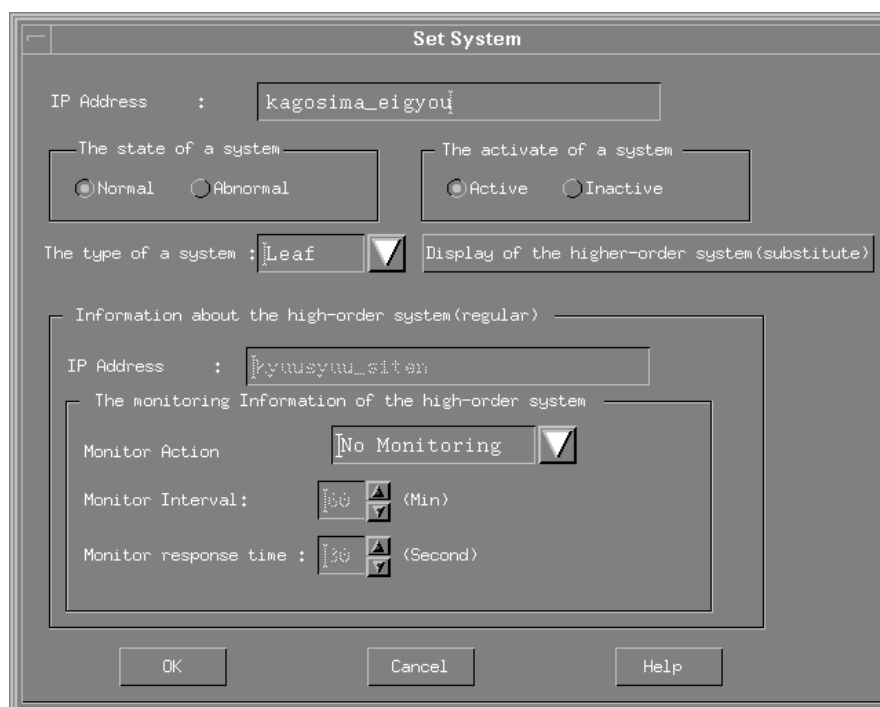 Set System
IP Address : kagosima_eigyou
The state of a system The activate of a system
Normal Abnormal Active Inactive
The type of a system : Leaf Display of the higher-order system(substitute)
Information about the high-order system(regular)
IP Address : kyuusyuu_siten
The monitoring Information of the high-order system
Monitor Action No Monitoring
Monitor Interval: 60 (Min)
Monitor response time : 30 (Second)
OK Cancel Help